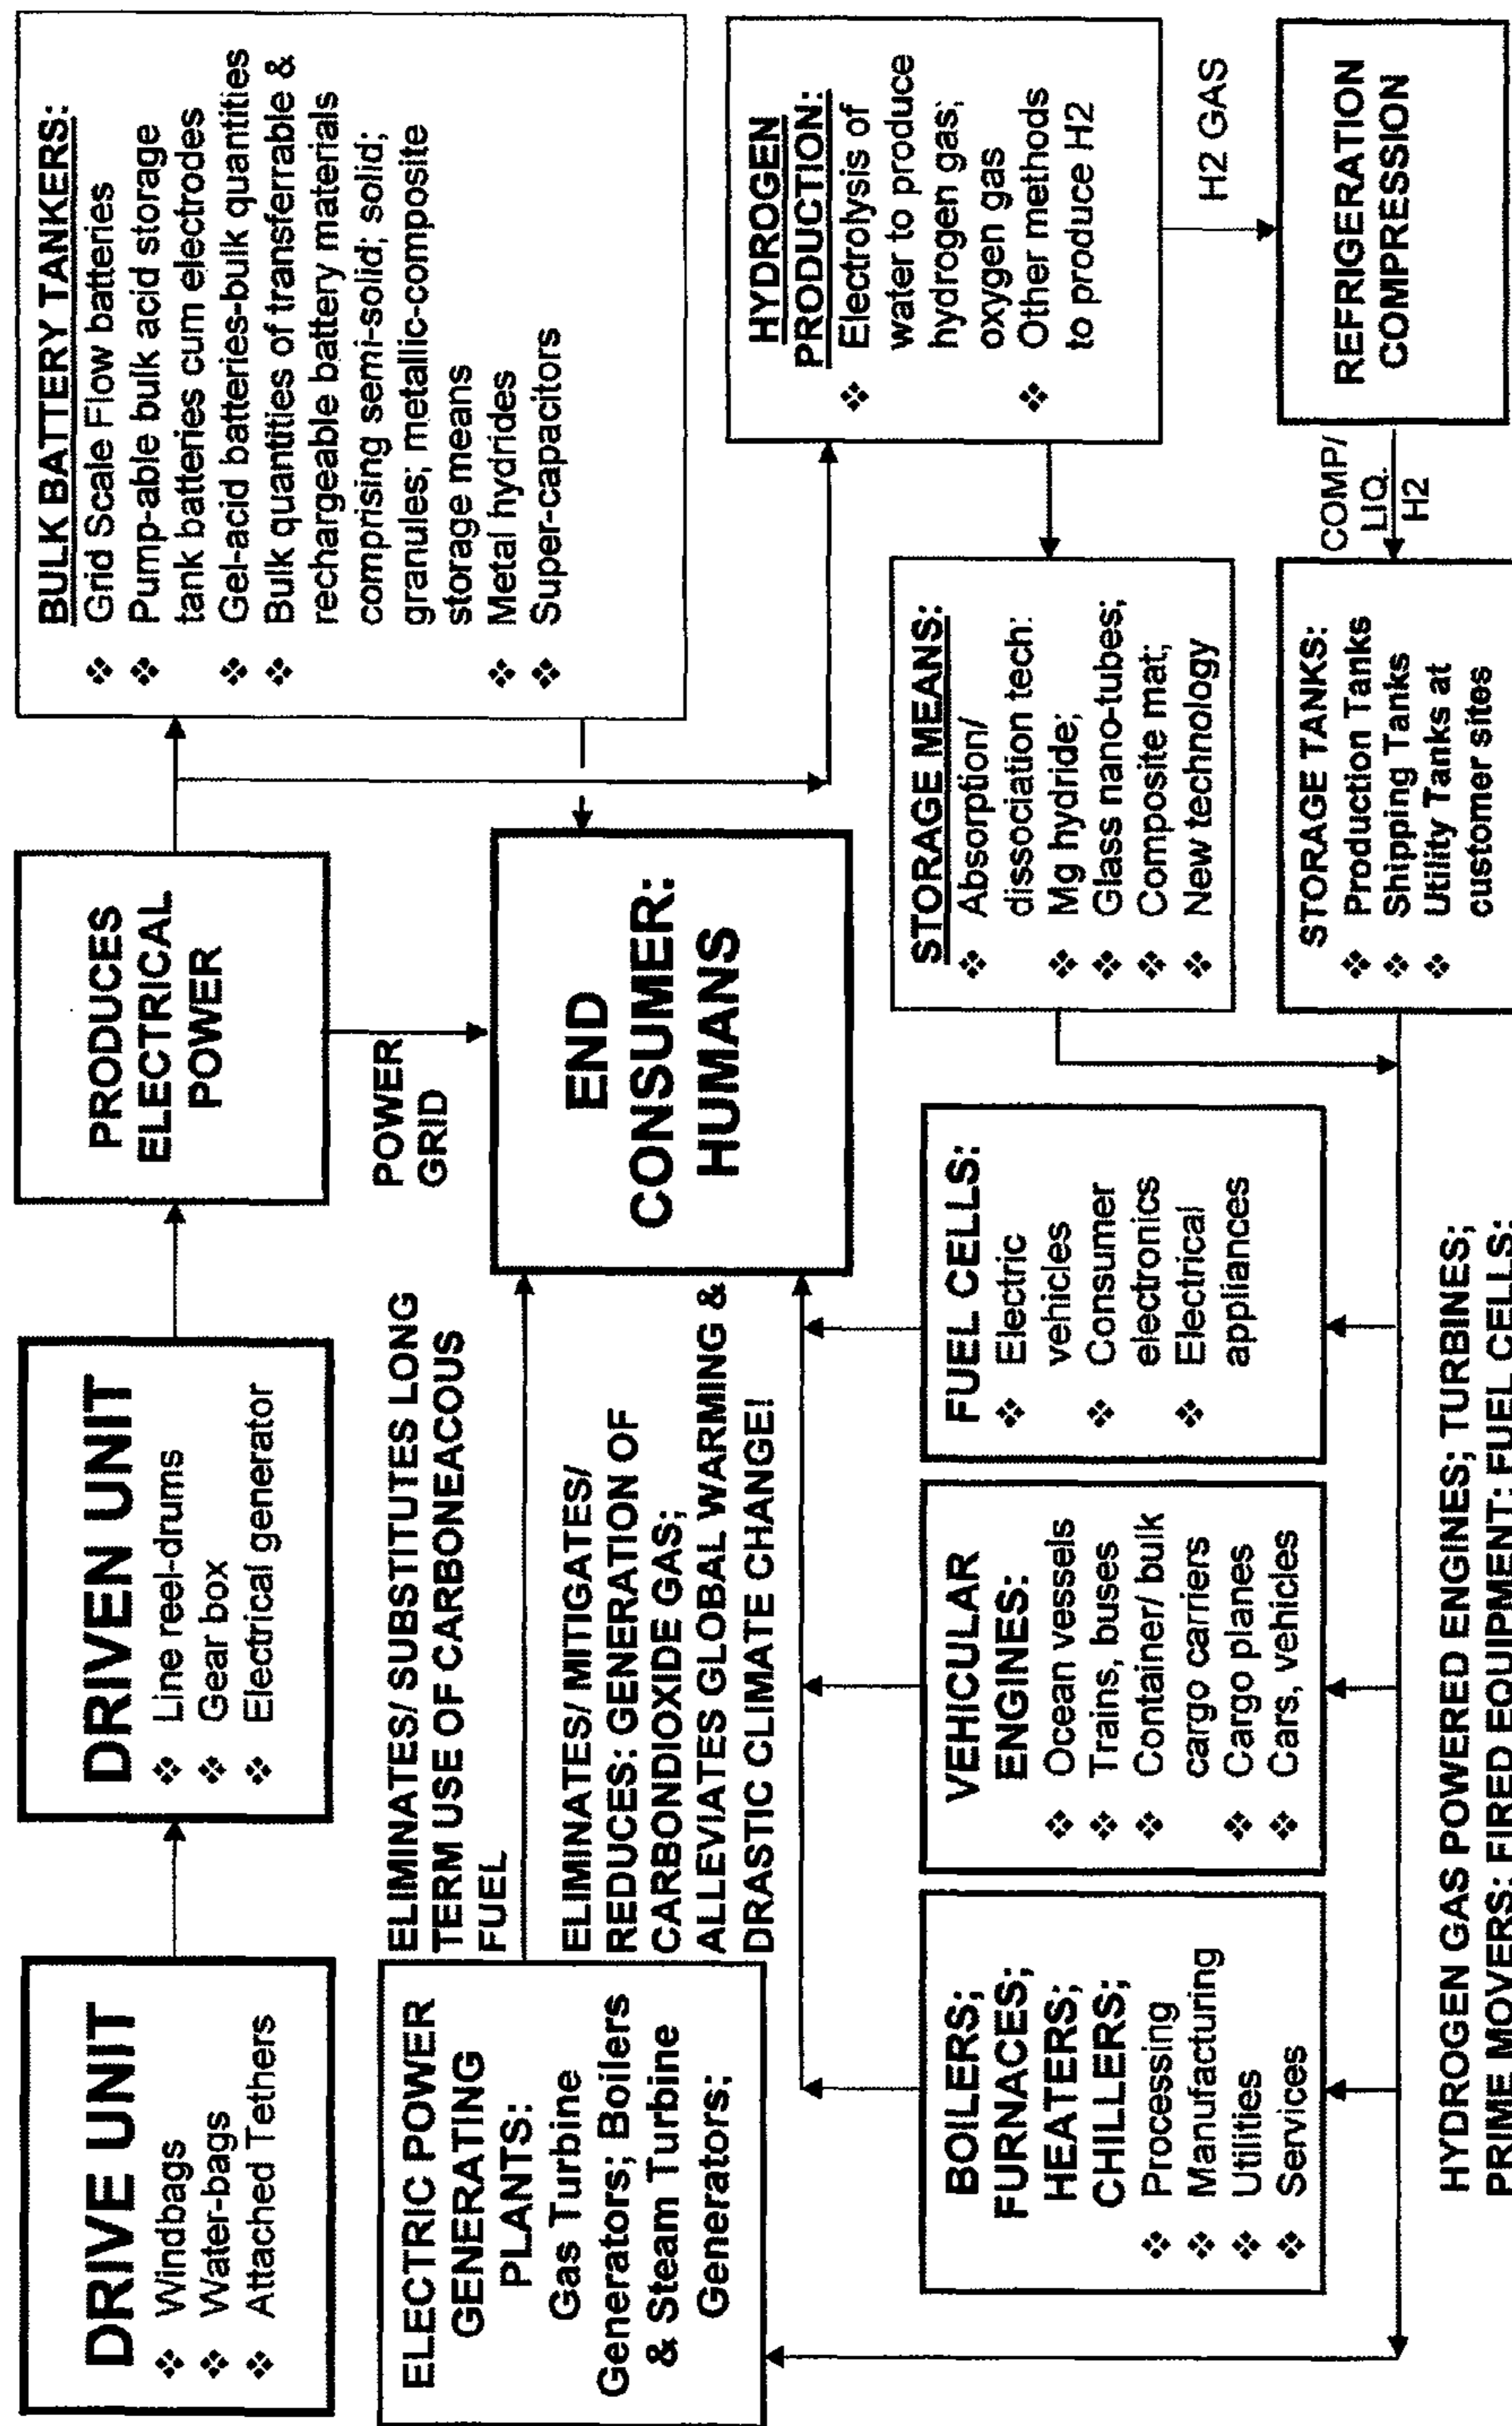 DRIVE UNIT
❖ Windbags
❖ Water-bags
❖ Attached Tethers
DRIVEN UNIT
❖ Line reel-drums
❖ Gear box
❖ Electrical generator
PRODUCES
ELECTRICAL
POWER
BULK BATTERY TANKERS:
❖ Grid Scale Flow batteries
❖ Pump-able bulk acid storage
tank batteries cum electrodes
❖ Gel-acid batteries-bulk quantities
❖ Bulk quantities of transferrable &
rechargeable battery materials
comprising semi-solid; solid;
granules; metallic-composite
storage means
❖ Metal hydrides
❖ Super-capacitors
POWER
GRID
ELECTRIC POWER
GENERATING
PLANTS:
Gas Turbine
Generators; Boilers
& Steam Turbine
Generators;
ELIMINATES/ SUBSTITUTES LONG
TERM USE OF CARBONEACOUS
FUEL
ELIMINATES/ MITIGATES/
REDUCES: GENERATION OF
CARBONDIOXIDE GAS;
ALLEVIATES GLOBAL WARMING &
DRASTIC CLIMATE CHANGE!
END
CONSUMER:
HUMANS
HYDROGEN
PRODUCTION:
❖ Electrolysis of
water to produce
hydrogen gas;
oxygen gas
❖ Other methods
to produce H2
H2 GAS
BOILERS;
FURNACES;
HEATERS;
CHILLERS;
❖ Processing
❖ Manufacturing
❖ Utilities
❖ Services
VEHICULAR
ENGINES:
❖ Ocean vessels
❖ Trains, buses
❖ Container/ bulk
cargo carriers
❖ Cargo planes
❖ Cars, vehicles
FUEL CELLS:
❖ Electric
vehicles
❖ Consumer
electronics
❖ Electrical
appliances
STORAGE MEANS:
❖ Absorption/
dissociation tech:
❖ Mg hydride;
❖ Glass nano-tubes;
❖ Composite mat;
❖ New technology
STORAGE TANKS:
❖ Production Tanks
❖ Shipping Tanks
❖ Utility Tanks at
customer sites
COMP/
LIQ.
H2
REFRIGERATION
COMPRESSION
HYDROGEN GAS POWERED ENGINES; TURBINES;
PRIME MOVERS; FIRED EQUIPMENT; FUEL CELLS;